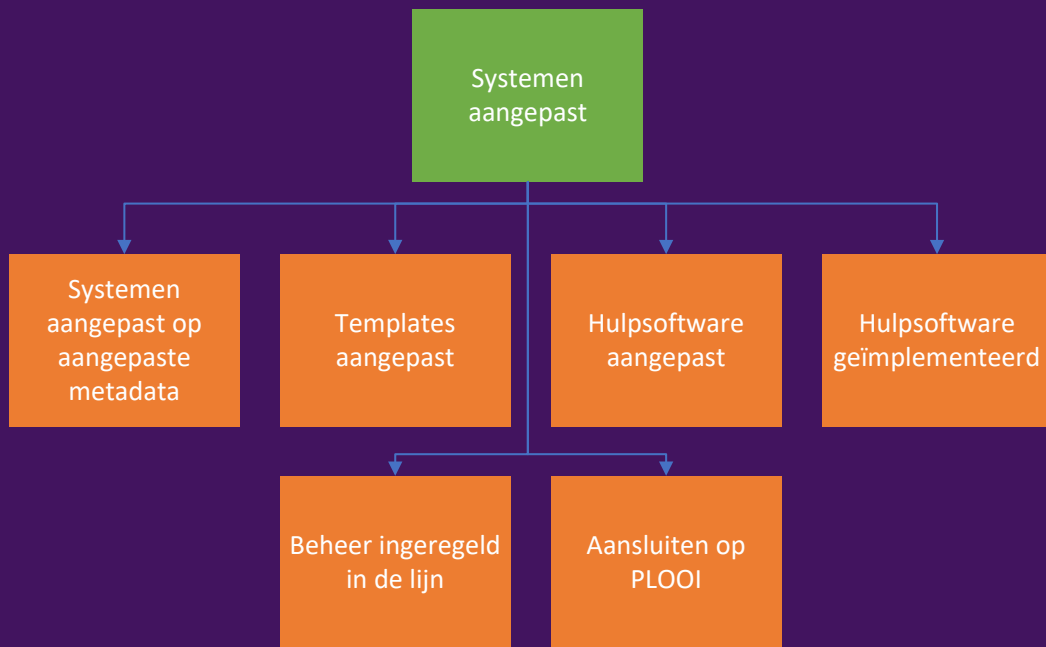 Systemen
aangepast
Systemen
aangepast op
aangepaste
metadata
Templates
aangepast
Hulpsoftware
aangepast
Hulpsoftware
geïmplementeerd
Beheer ingeregeld
in de lijn
Aansluiten op
PLOOI